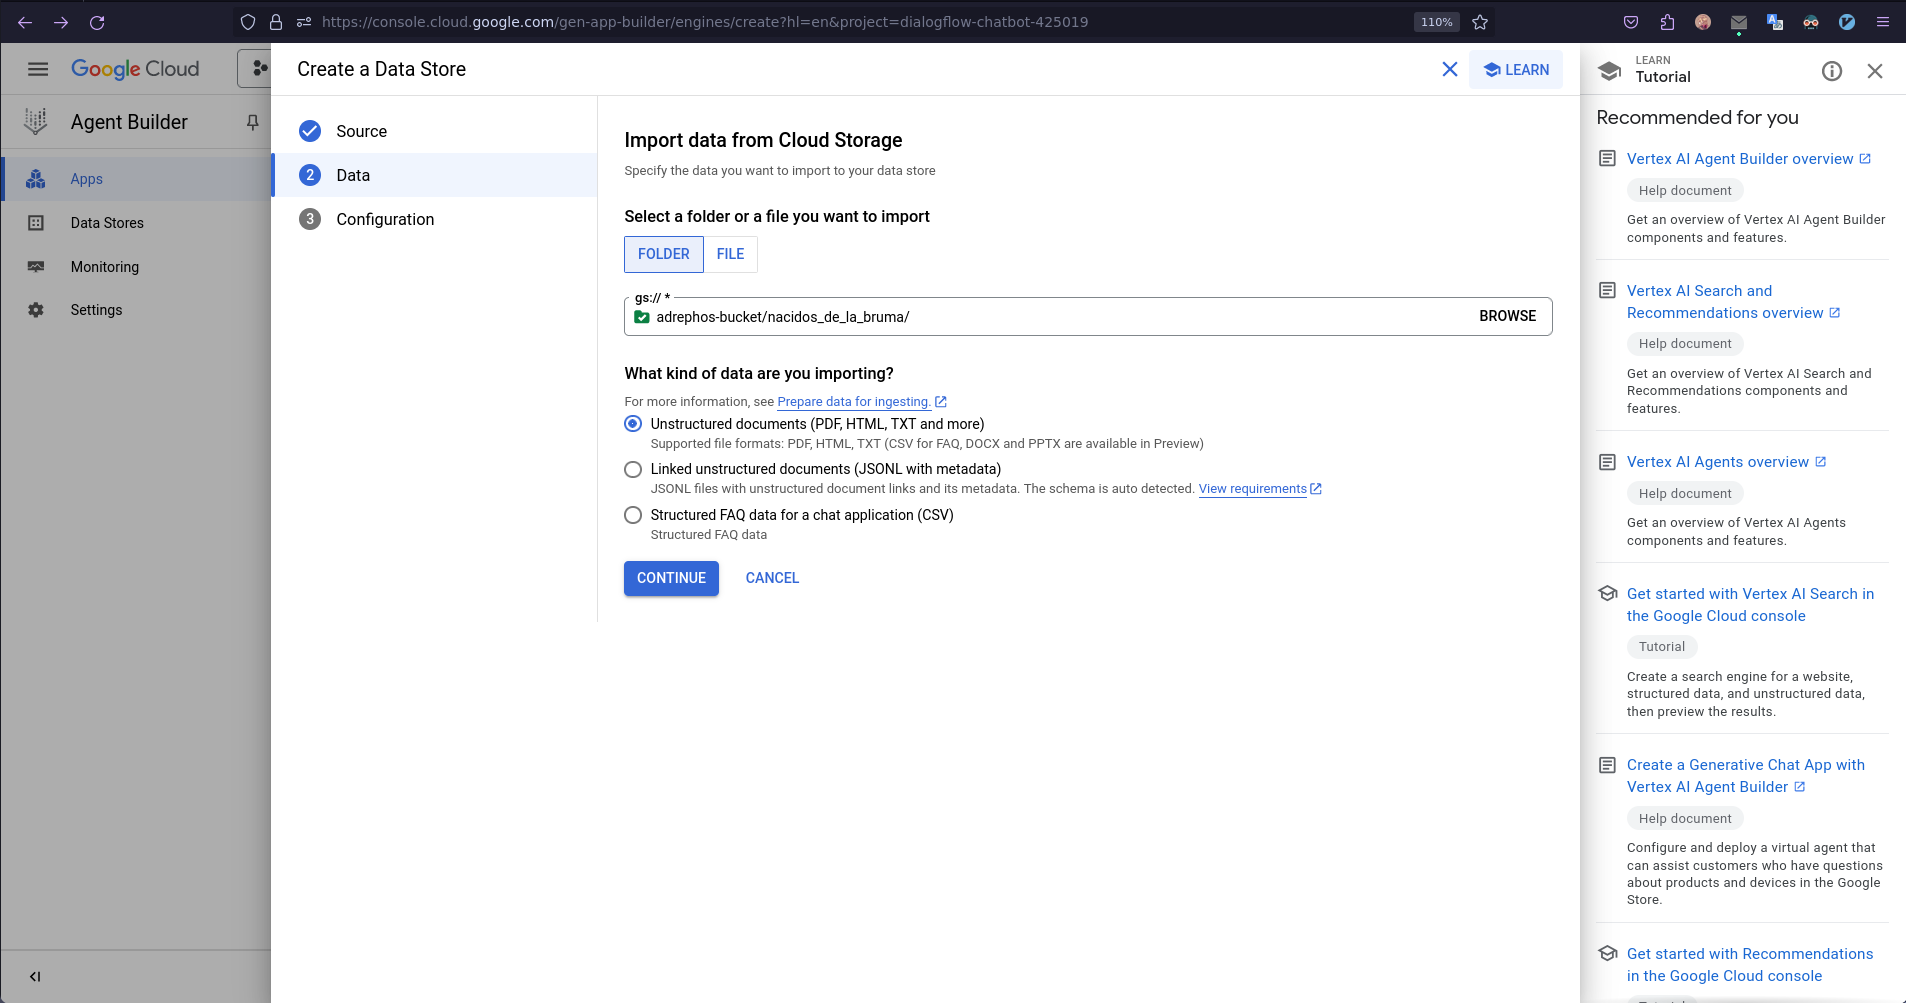 https://console.cloud.google.com/gen-app-builder/engines/create?hl=en&project=dialogflow-chatbot-425019
110%
Google Cloud
Agent Builder
Apps
Data Stores
Monitoring
Settings
Create a Data Store
LEARN
Source
2 Data
3 Configuration
Import data from Cloud Storage
Specify the data you want to import to your data store
Select a folder or a file you want to import
FOLDER FILE
gs:// *
adrephos-bucket/nacidos_de_la_bruma/ BROWSE
What kind of data are you importing?
For more information, see Prepare data for ingesting.
Unstructured documents (PDF, HTML, TXT and more)
Supported file formats: PDF, HTML, TXT (CSV for FAQ, DOCX and PPTX are available in Preview)
Linked unstructured documents (JSONL with metadata)
JSONL files with unstructured document links and its metadata. The schema is auto detected. View requirements
Structured FAQ data for a chat application (CSV)
Structured FAQ data
CONTINUE CANCEL
LEARN
Tutorial
Recommended for you
Vertex AI Agent Builder overview
Help document
Get an overview of Vertex AI Agent Builder
components and features.
Vertex AI Search and
Recommendations overview
Help document
Get an overview of Vertex AI Search and
Recommendations components and
features.
Vertex AI Agents overview
Help document
Get an overview of Vertex AI Agents
components and features.
Get started with Vertex AI Search in
the Google Cloud console
Tutorial
Create a search engine for a website,
structured data, and unstructured data,
then preview the results.
Create a Generative Chat App with
Vertex AI Agent Builder
Help document
Configure and deploy a virtual agent that
can assist customers who have questions
about products and devices in the Google
Store.
Get started with Recommendations
in the Google Cloud console